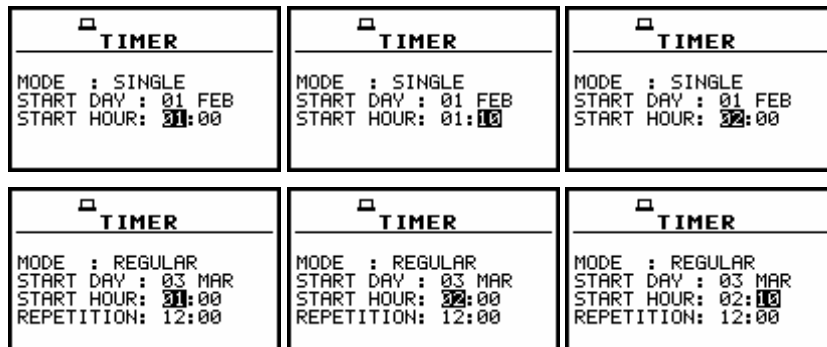 TIMER
MODE : SINGLE
START DAY : 01 FEB
START HOUR: 01:00
TIMER
MODE : SINGLE
START DAY : 01 FEB
START HOUR: 01:10
TIMER
MODE : SINGLE
START DAY : 01 FEB
START HOUR: 02:00
TIMER
MODE : REGULAR
START DAY : 03 MAR
START HOUR: 01:00
REPETITION: 12:00
TIMER
MODE : REGULAR
START DAY : 03 MAR
START HOUR: 02:00
REPETITION: 12:00
TIMER
MODE : REGULAR
START DAY : 03 MAR
START HOUR: 02:10
REPETITION: 12:00